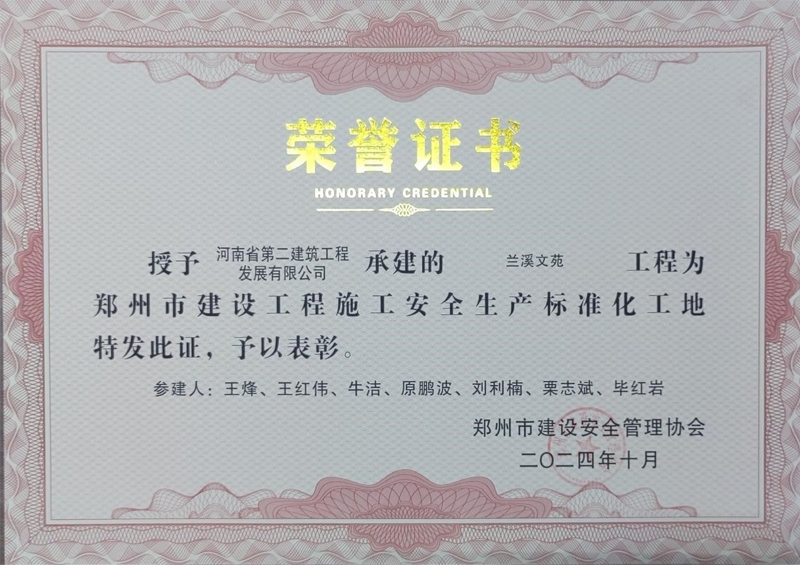 荣誉证书
HONORARY CREDENTIAL
授予 河南省第二建筑工程发展有限公司 承建的 兰溪文苑 工程为
郑州市建设工程施工安全生产标准化工地
特发此证，予以表彰。
参建人：王烽、王红伟、牛洁、原鹏波、刘利楠、栗志斌、毕红岩
郑州市建设安全管理协会
二〇二四年十月